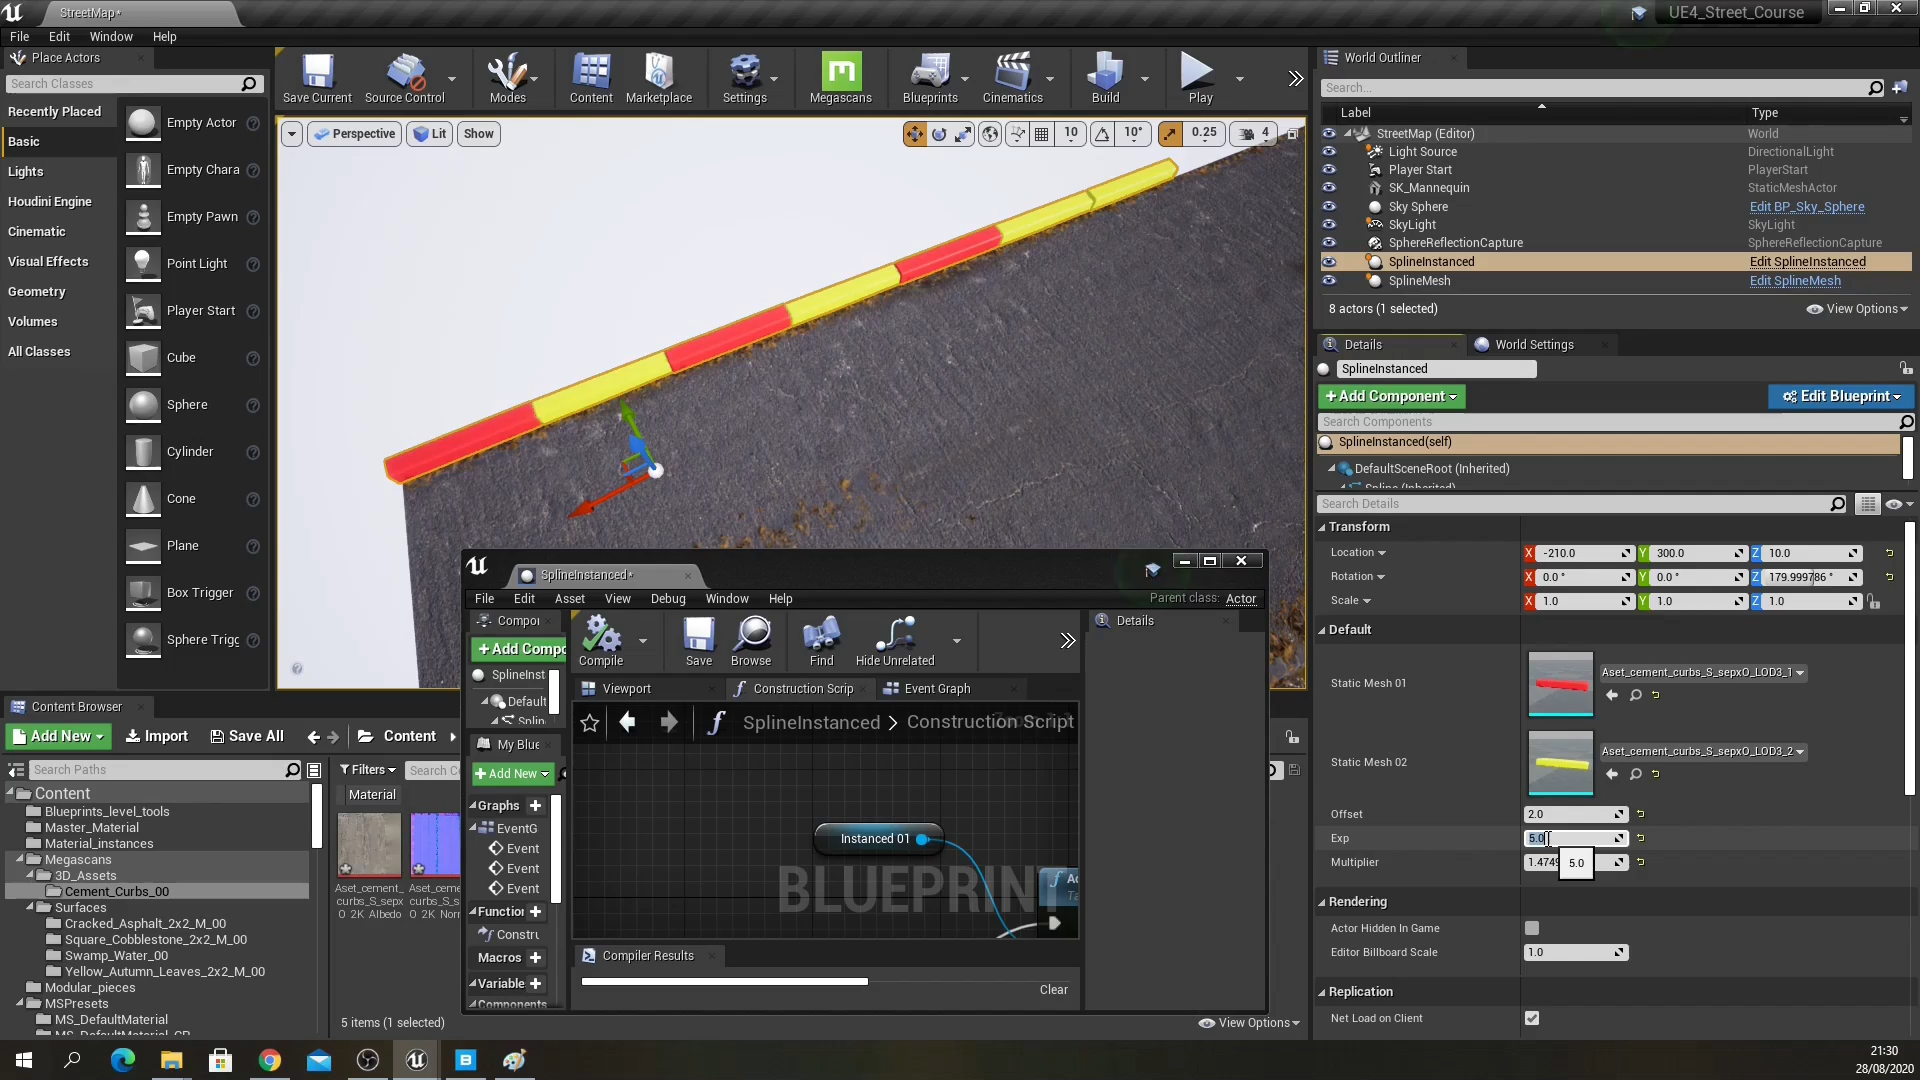 StreetMap*
UE4_Street_Course
File Edit Window Help
Place Actors
Search Classes
Recently Placed
Basic
Lights
Houdini Engine
Cinematic
Visual Effects
Geometry
Volumes
All Classes
Empty Actor
Empty Chara
Empty Pawn
Point Light
Player Start
Cube
Sphere
Cylinder
Cone
Plane
Box Trigger
Sphere Trigg
Save Current
Source Control
Modes
Content
Marketplace
Settings
Megascans
Blueprints
Cinematics
Build
Play
Perspective
Lit
Show
10
10°
0.25
4
World Outliner
Search...
Label Type
StreetMap (Editor) World
Light Source DirectionalLight
Player Start PlayerStart
SK_Mannequin StaticMeshActor
Sky Sphere Edit BP_Sky_Sphere
SkyLight SkyLight
SphereReflectionCapture SphereReflectionCapture
SplineInstanced Edit SplineInstanced
SplineMesh Edit SplineMesh
8 actors (1 selected)
View Options
Details
World Settings
SplineInstanced
+Add Component
Edit Blueprint
Search Components
SplineInstanced(self)
DefaultSceneRoot (Inherited)
Spline (Inherited)
Search Details
Transform
Location X -210.0 Y 300.0 Z 10.0
Rotation X 0.0 ° Y 0.0 ° Z 179.999786 °
Scale X 1.0 Y 1.0 Z 1.0
Default
Static Mesh 01
Aset_cement_curbs_S_sepxO_LOD3_1
Static Mesh 02
Aset_cement_curbs_S_sepxO_LOD3_2
Offset 2.0
Exp 5.0
Multiplier 1.4749
5.0
Rendering
Actor Hidden In Game
Editor Billboard Scale 1.0
Replication
Net Load on Client
SplineInstanced*
File Edit Asset View Debug Window Help
Parent class: Actor
Compoi
+Add Compo
SplineInst
Default
Splin
My Blue
+Add New
Graphs
EventG
Event
Event
Event
Function
Constru
Macros
Variable
Components
Compile
Save
Browse
Find
Hide Unrelated
Details
Viewport
Construction Scrip
Event Graph
SplineInstanced > Construction Script
Instanced 01
BLUEPRINT
Compiler Results
Clear
Content Browser
Add New
Import
Save All
Content
Search Paths
Filters
Search C
Material
Content
Blueprints_level_tools
Master_Material
Material_instances
Megascans
3D_Assets
Cement_Curbs_00
Surfaces
Cracked_Asphalt_2x2_M_00
Square_Cobblestone_2x2_M_00
Swamp_Water_00
Yellow_Autumn_Leaves_2x2_M_00
Modular_pieces
MSPresets
MS_DefaultMaterial
MS_DefaultMaterial_CP
Aset_cement_
curbs_S_sepx
O_2K_Albedo
Aset_cem
curbs_S_s
O_2K_Nor
5 items (1 selected)
View Options
21:30
28/08/2020